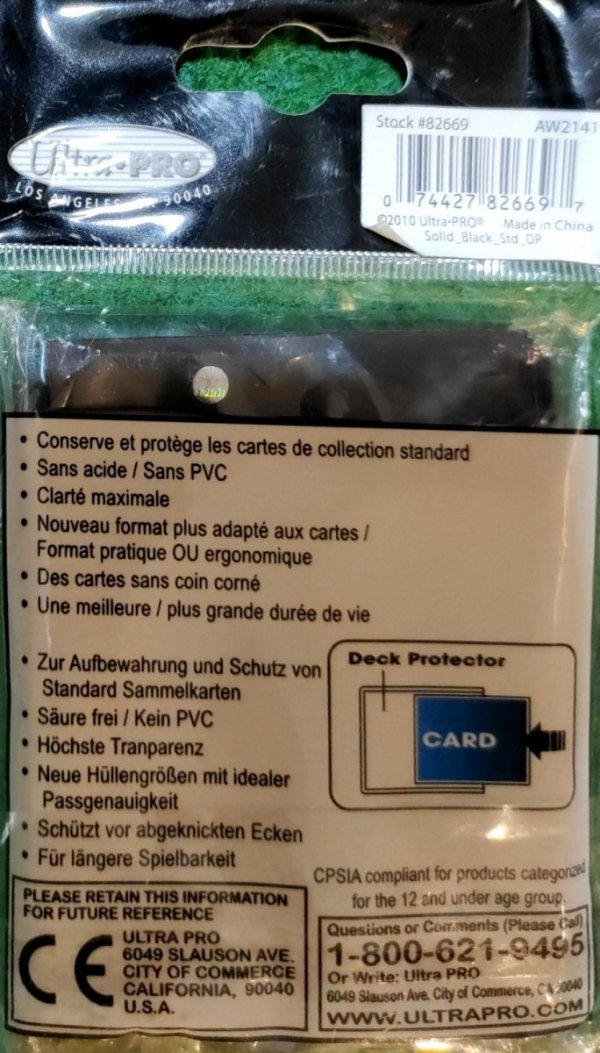 Stock #82669 AW2141
0 74427 82669 7
©2010 Ultra•PRO® Made in China
Solid_Black_Std_DP
Ultra•PRO
LOS ANGELES 90040
• Conserve et protège les cartes de collection standard
• Sans acide / Sans PVC
• Clarté maximale
• Nouveau format plus adapté aux cartes /
Format pratique OU ergonomique
• Des cartes sans coin corné
• Une meilleure / plus grande durée de vie
• Zur Aufbewahrung und Schutz von
Standard Sammelkarten
• Säure frei / Kein PVC
• Höchste Tranparenz
• Neue Hüllengrößen mit idealer
Passgenauigkeit
• Schützt vor abgeknickten Ecken
• Für längere Spielbarkeit
Deck Protector
CARD
CPSIA compliant for products categorized
for the 12 and under age group.
PLEASE RETAIN THIS INFORMATION
FOR FUTURE REFERENCE
CE
ULTRA PRO
6049 SLAUSON AVE.
CITY OF COMMERCE
CALIFORNIA, 90040
U.S.A.
Questions or Comments (Please Call)
1-800-621-9495
Or Write: Ultra PRO
6049 Slauson Ave. City of Commerce, CA 90040
WWW.ULTRAPRO.COM